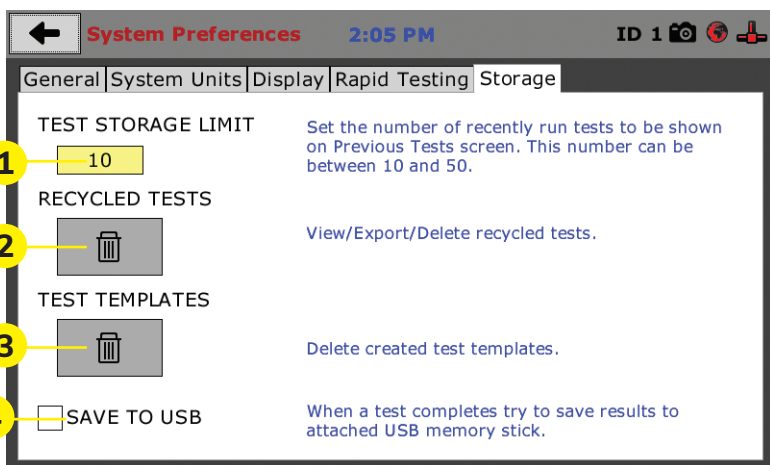 System Preferences 2:05 PM ID 1
General System Units Display Rapid Testing Storage
TEST STORAGE LIMIT
Set the number of recently run tests to be shown
on Previous Tests screen. This number can be
between 10 and 50.
1
10
RECYCLED TESTS
2
View/Export/Delete recycled tests.
TEST TEMPLATES
3
Delete created test templates.
SAVE TO USB
When a test completes try to save results to
attached USB memory stick.